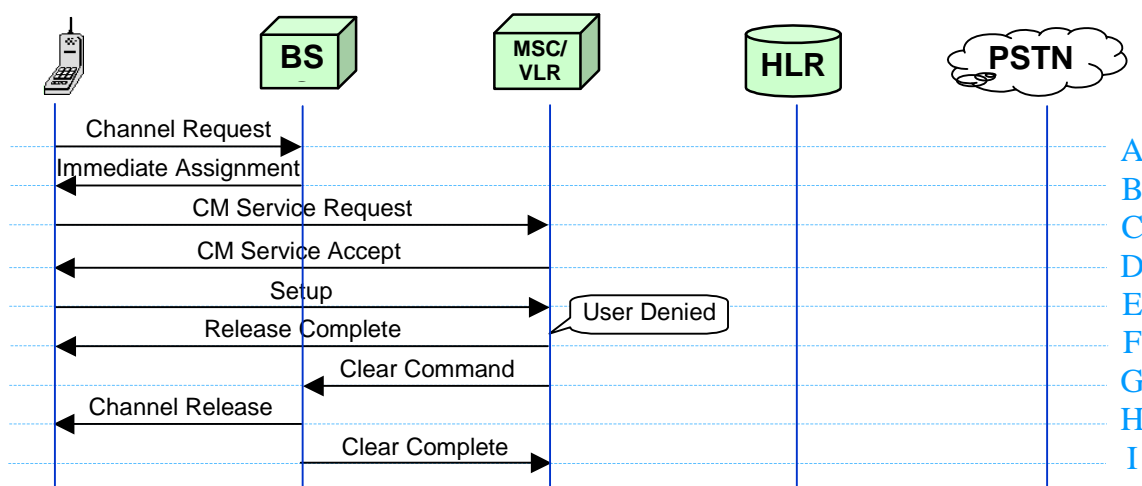 BS
MSC/
VLR
HLR
PSTN
Channel Request
A
Immediate Assignment
B
CM Service Request
C
CM Service Accept
D
Setup
E
User Denied
Release Complete
F
Clear Command
G
Channel Release
H
Clear Complete
I